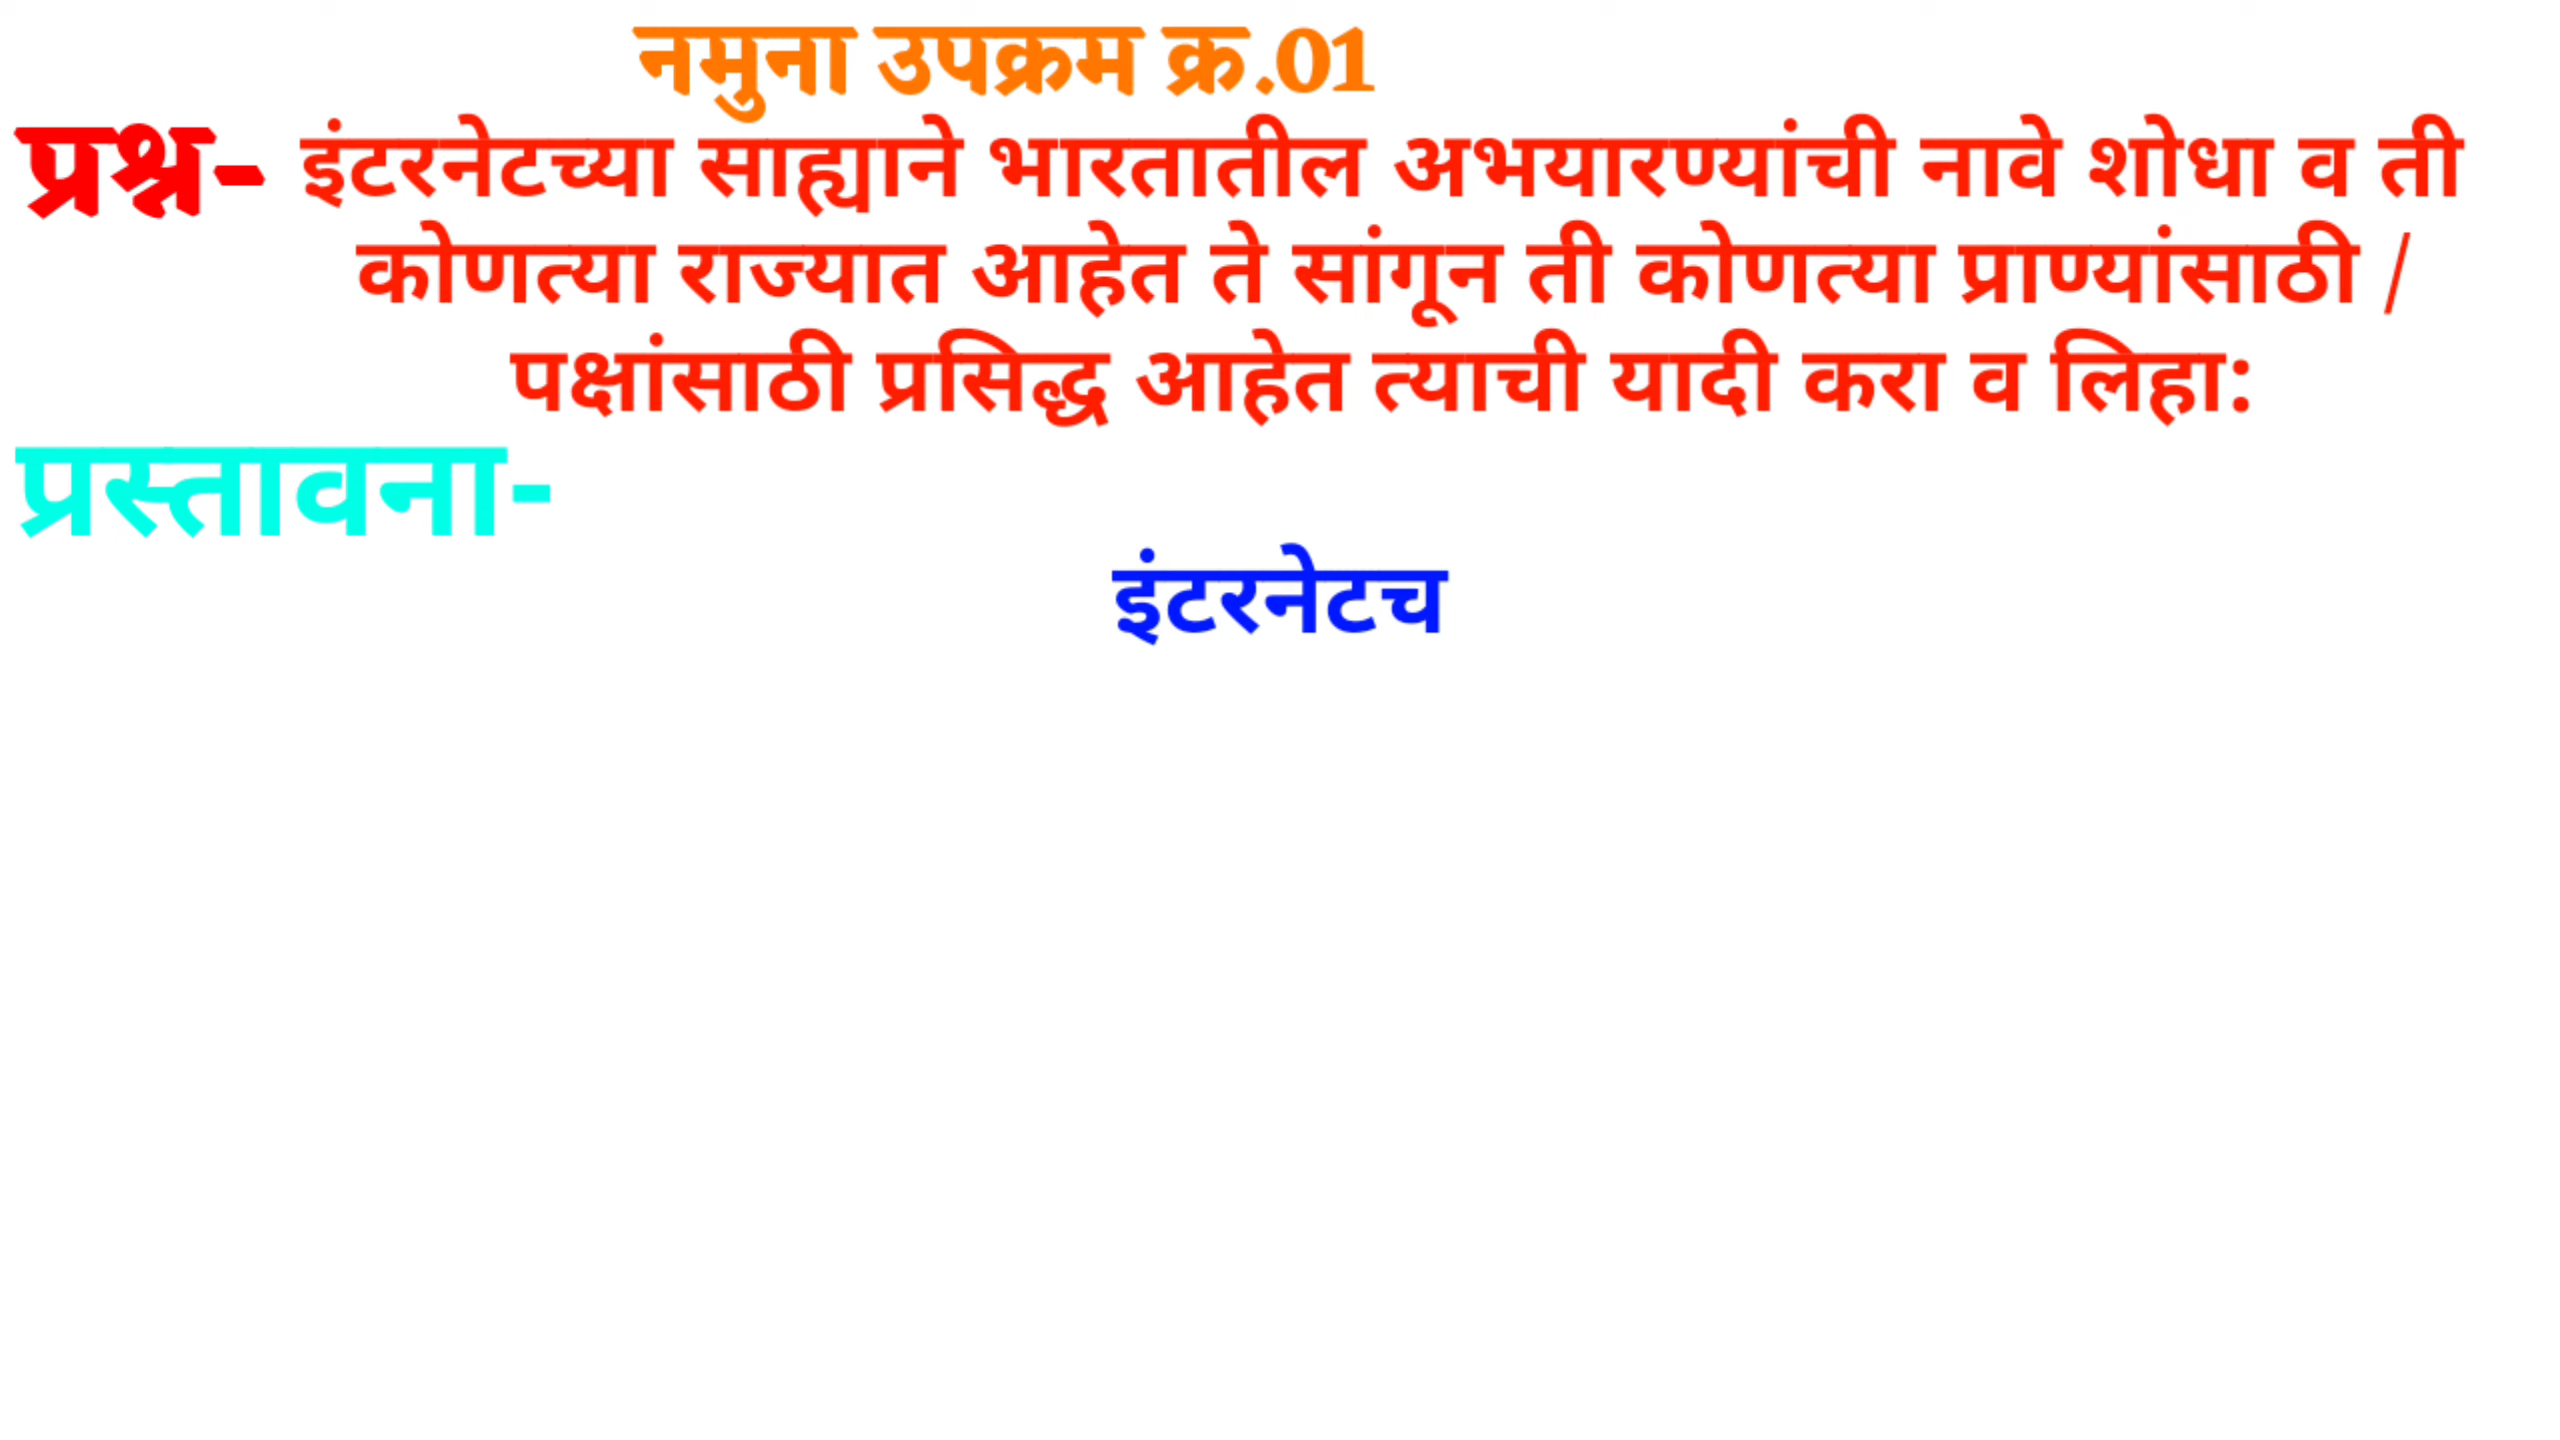 नमुना उपक्रम क्र.01
प्रश्न- इंटरनेटच्या साह्याने भारतातील अभयारण्यांची नावे शोधा व ती
कोणत्या राज्यात आहेत ते सांगून ती कोणत्या प्राण्यांसाठी /
पक्षांसाठी प्रसिद्ध आहेत त्याची यादी करा व लिहा:
प्रस्तावना-
इंटरनेटच